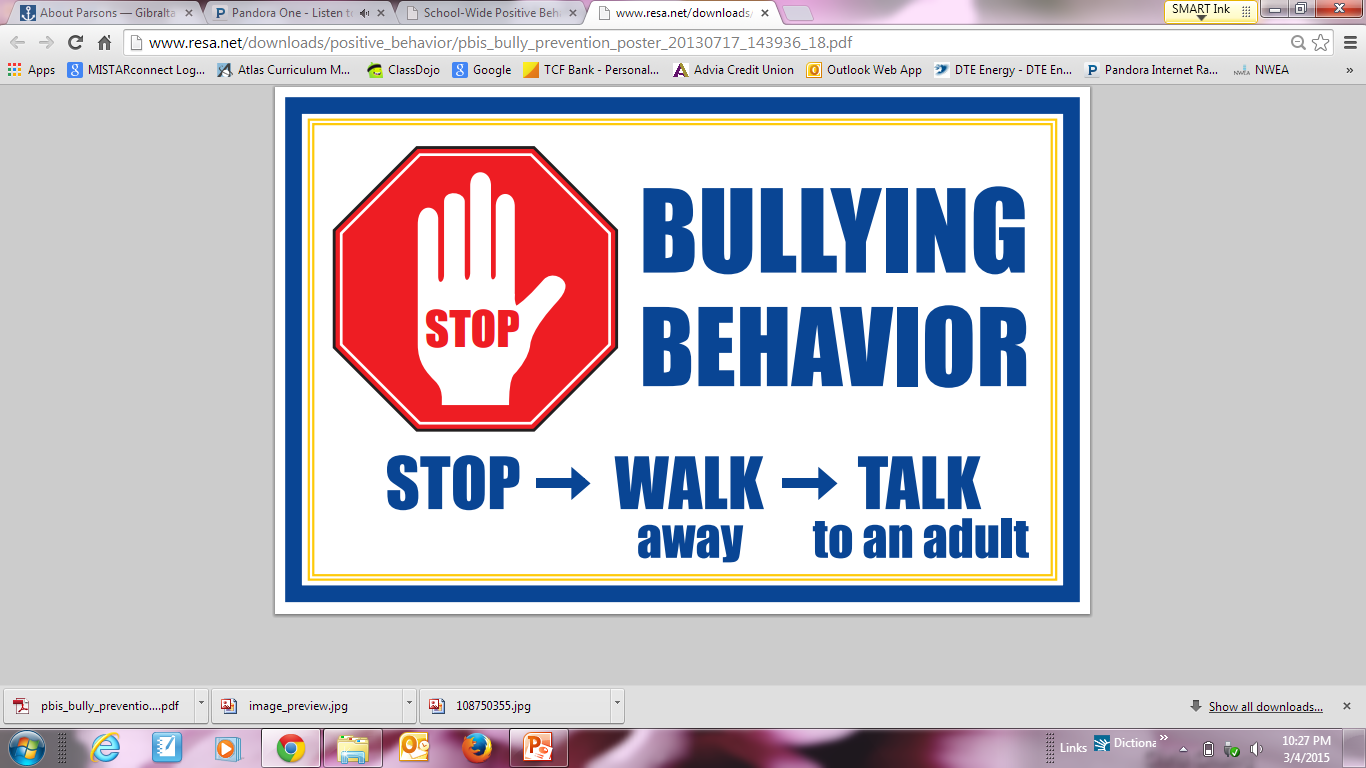 About Parsons — Gibralta
Pandora One - Listen to
School-Wide Positive Beha
www.resa.net/downloads/
SMART Ink
www.resa.net/downloads/positive_behavior/pbis_bully_prevention_poster_20130717_143936_18.pdf
Apps
MISTARconnect Log...
Atlas Curriculum M...
ClassDojo
Google
TCF Bank - Personal...
Advia Credit Union
Outlook Web App
DTE Energy - DTE En...
Pandora Internet Ra...
NWEA
NWEA
»
STOP
BULLYING
BEHAVIOR
STOP → WALK → TALK
away to an adult
pbis_bully_preventio....pdf
image_preview.jpg
108750355.jpg
Show all downloads...
Links
Dictiona
»
10:27 PM
3/4/2015